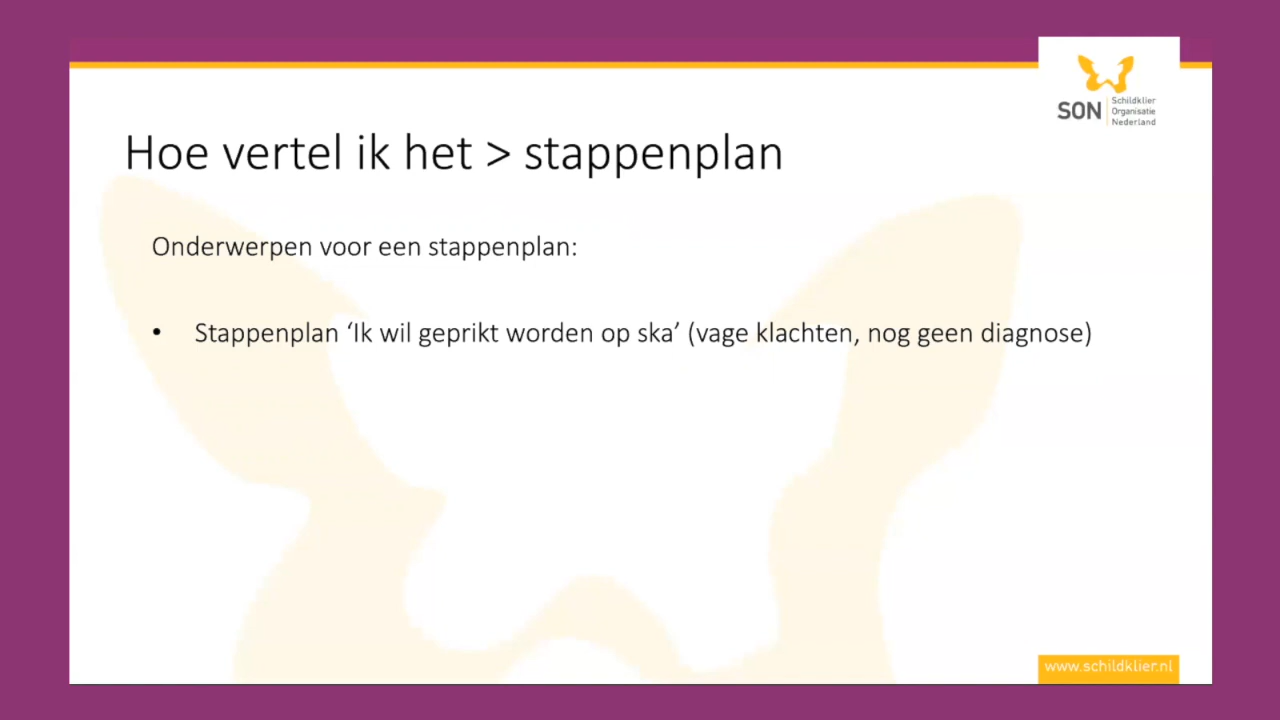 SON
Schildklier
Organisatie
Nederland
Hoe vertel ik het > stappenplan
Onderwerpen voor een stappenplan:
• Stappenplan ‘Ik wil geprikt worden op ska’ (vage klachten, nog geen diagnose)
www.schildklier.nl